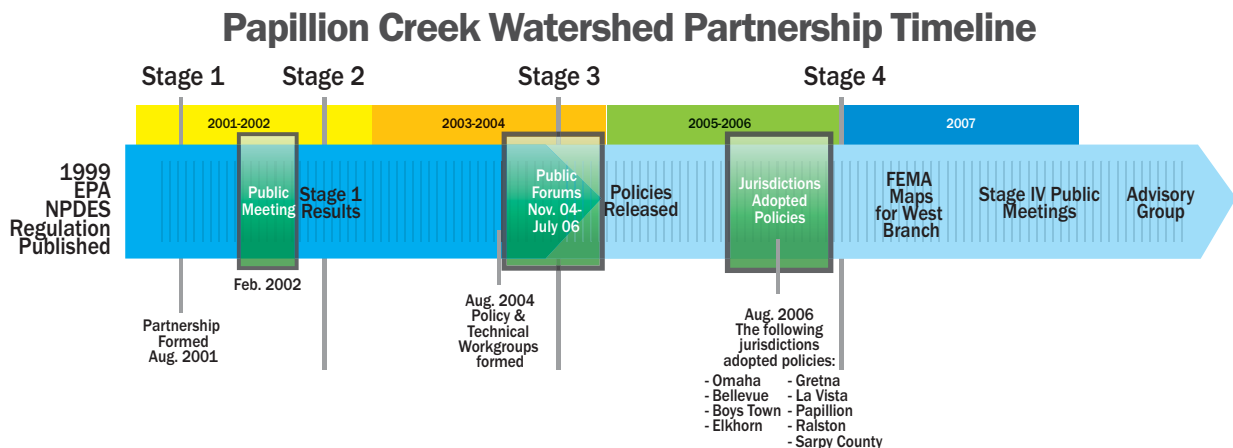 Papillion Creek Watershed Partnership Timeline
Stage 1
Stage 2
Stage 3
Stage 4
2001-2002
2003-2004
2005-2006
2007
1999
EPA
NPDES
Regulation
Published
Public
Meeting
Stage 1
Results
Public
Forums
Nov. 04-
July 06
Policies
Released
Jurisdictions
Adopted
Policies
FEMA
Maps
for West
Branch
Stage IV Public
Meetings
Advisory
Group
Partnership
Formed
Aug. 2001
Feb. 2002
Aug. 2004
Policy &
Technical
Workgroups
formed
Aug. 2006
The following
jurisdictions
adopted policies:
- Omaha
- Bellevue
- Boys Town
- Elkhorn
- Gretna
- La Vista
- Papillion
- Ralston
- Sarpy County